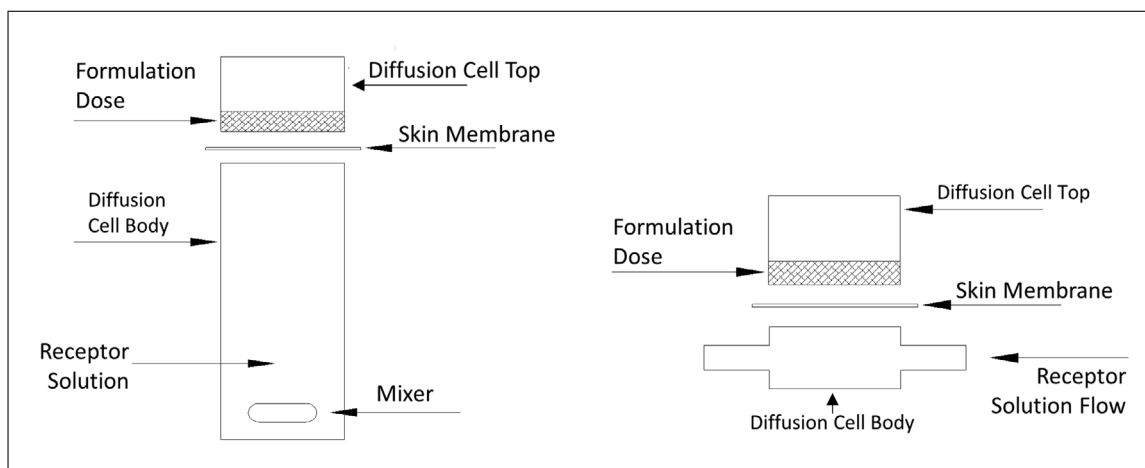 Formulation
Dose
Diffusion Cell Top
Skin Membrane
Diffusion
Cell Body
Receptor
Solution
Mixer
Diffusion Cell Top
Formulation
Dose
Skin Membrane
Receptor
Solution Flow
Diffusion Cell Body